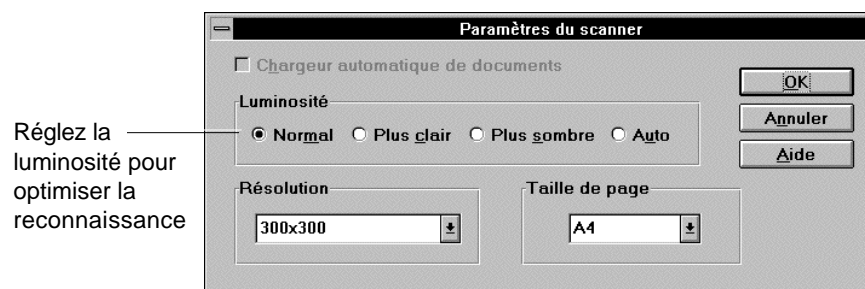 Paramètres du scanner
Chargeur automatique de documents
OK
Luminosité
Annuler
Normal Plus clair Plus sombre Auto
Aide
Réglez la
luminosité pour
optimiser la
reconnaissance
Résolution
Taille de page
300x300
A4